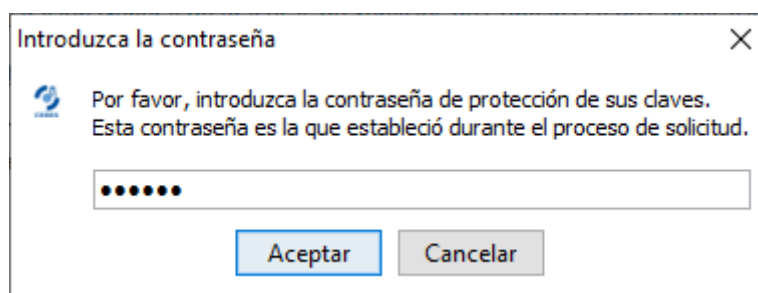 Introduzca la contraseña
Por favor, introduzca la contraseña de protección de sus claves.
Esta contraseña es la que estableció durante el proceso de solicitud.
••••••
Aceptar
Cancelar